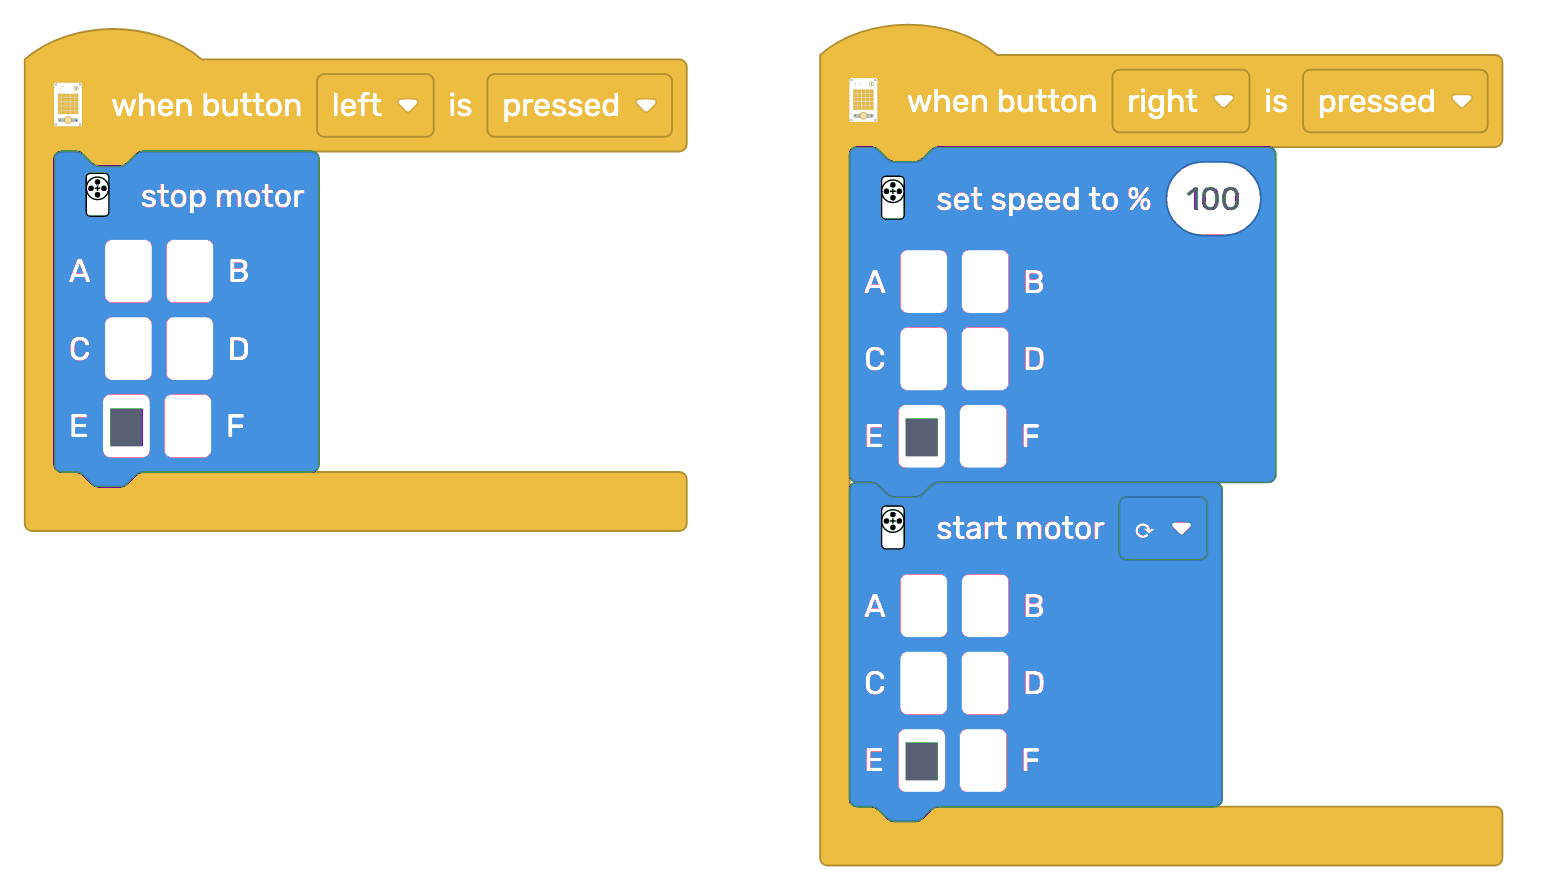 when button left is pressed
stop motor
A B
C D
E F
when button right is pressed
set speed to % 100
A B
C D
E F
start motor ⟳
A B
C D
E F